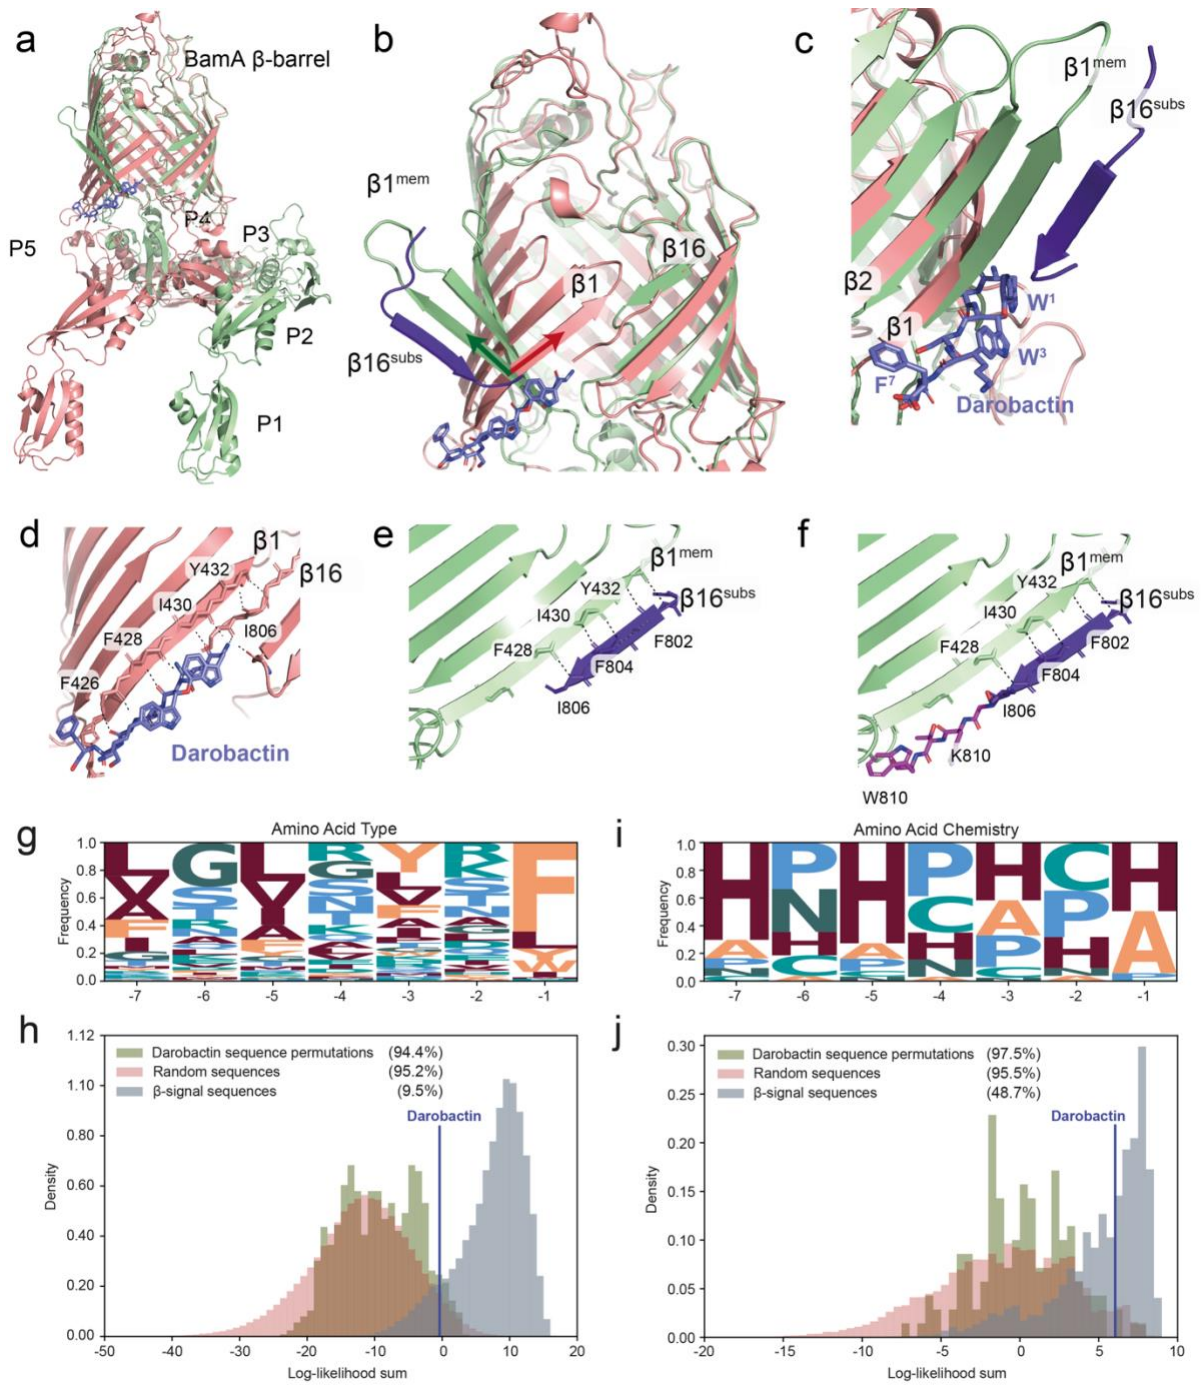 a
BamA β-barrel
P5
P4
P3
P2
P1
b
β1mem
β16
β1
β16subs
c
β1mem
β16subs
β2
β1
W1
W3
F7
Darobactin
d
β1
Y432
β16
I430
F428
I806
F426
Darobactin
e
β1mem
Y432
β16subs
I430
F428
F802
F804
I806
f
β1mem
Y432
β16subs
I430
F428
F802
F804
I806
K810
W810
g
Amino Acid Type
Frequency
1.0
0.8
0.6
0.4
0.2
0.0
-7 -6 -5 -4 -3 -2 -1
i
Amino Acid Chemistry
Frequency
1.0
0.8
0.6
0.4
0.2
0.0
-7 -6 -5 -4 -3 -2 -1
h
Darobactin sequence permutations (94.4%)
Random sequences (95.2%)
β-signal sequences (9.5%)
Darobactin
Density
1.12
1.10
0.80
0.60
0.40
0.20
0.00
-50 -40 -30 -20 -10 0 10 20
Log-likelihood sum
j
Darobactin sequence permutations (97.5%)
Random sequences (95.5%)
β-signal sequences (48.7%)
Darobactin
Density
0.30
0.25
0.20
0.15
0.10
0.05
0.00
-20 -15 -10 -5 0 5 10
Log-likelihood sum